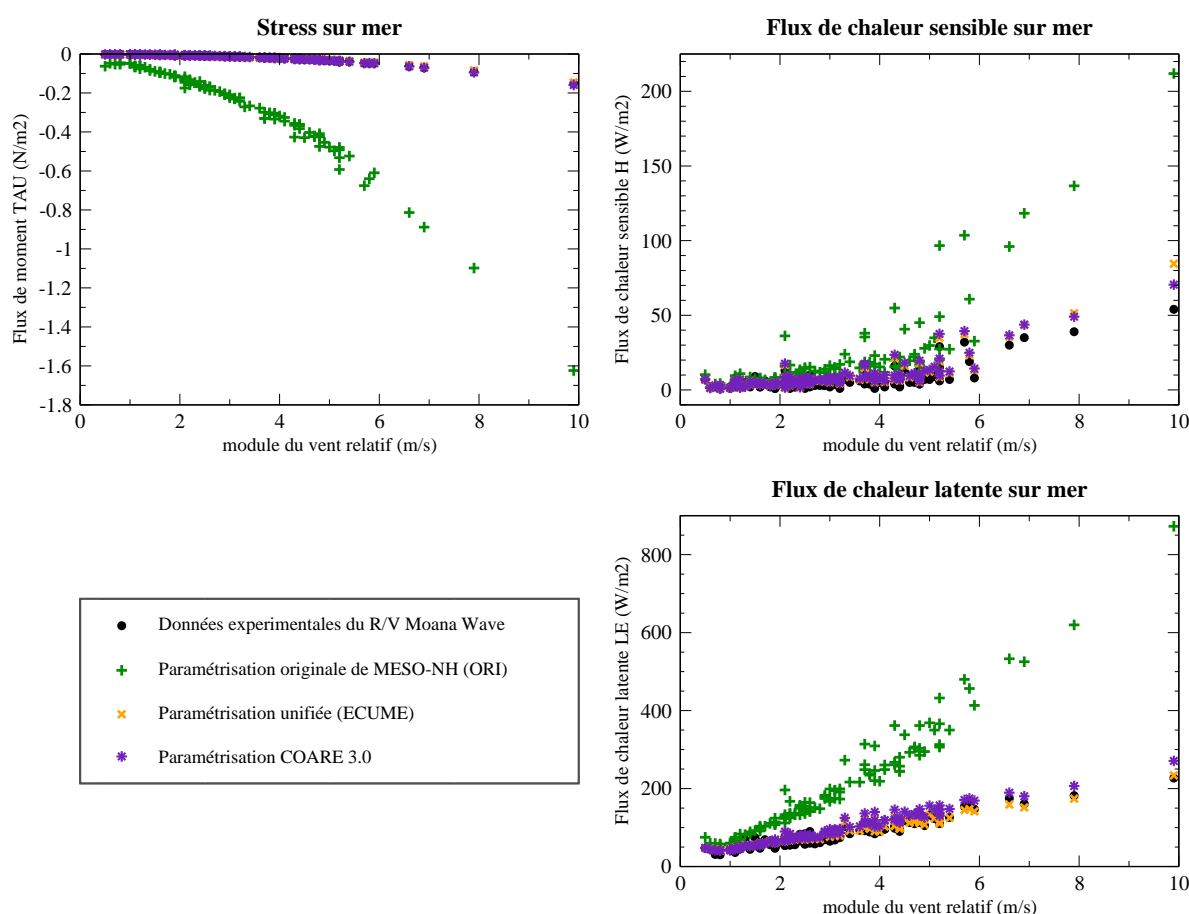 Stress sur mer
Flux de moment TAU (N/m2)
0
-0.2
-0.4
-0.6
-0.8
-1
-1.2
-1.4
-1.6
-1.8
0 2 4 6 8 10
module du vent relatif (m/s)
Flux de chaleur sensible sur mer
Flux de chaleur sensible H (W/m2)
200
150
100
50
0
0 2 4 6 8 10
module du vent relatif (m/s)
Données experimentales du R/V Moana Wave
Paramétrisation originale de MESO-NH (ORI)
Paramétrisation unifiée (ECUME)
Paramétrisation COARE 3.0
Flux de chaleur latente sur mer
Flux de chaleur latente LE (W/m2)
800
600
400
200
0
0 2 4 6 8 10
module du vent relatif (m/s)